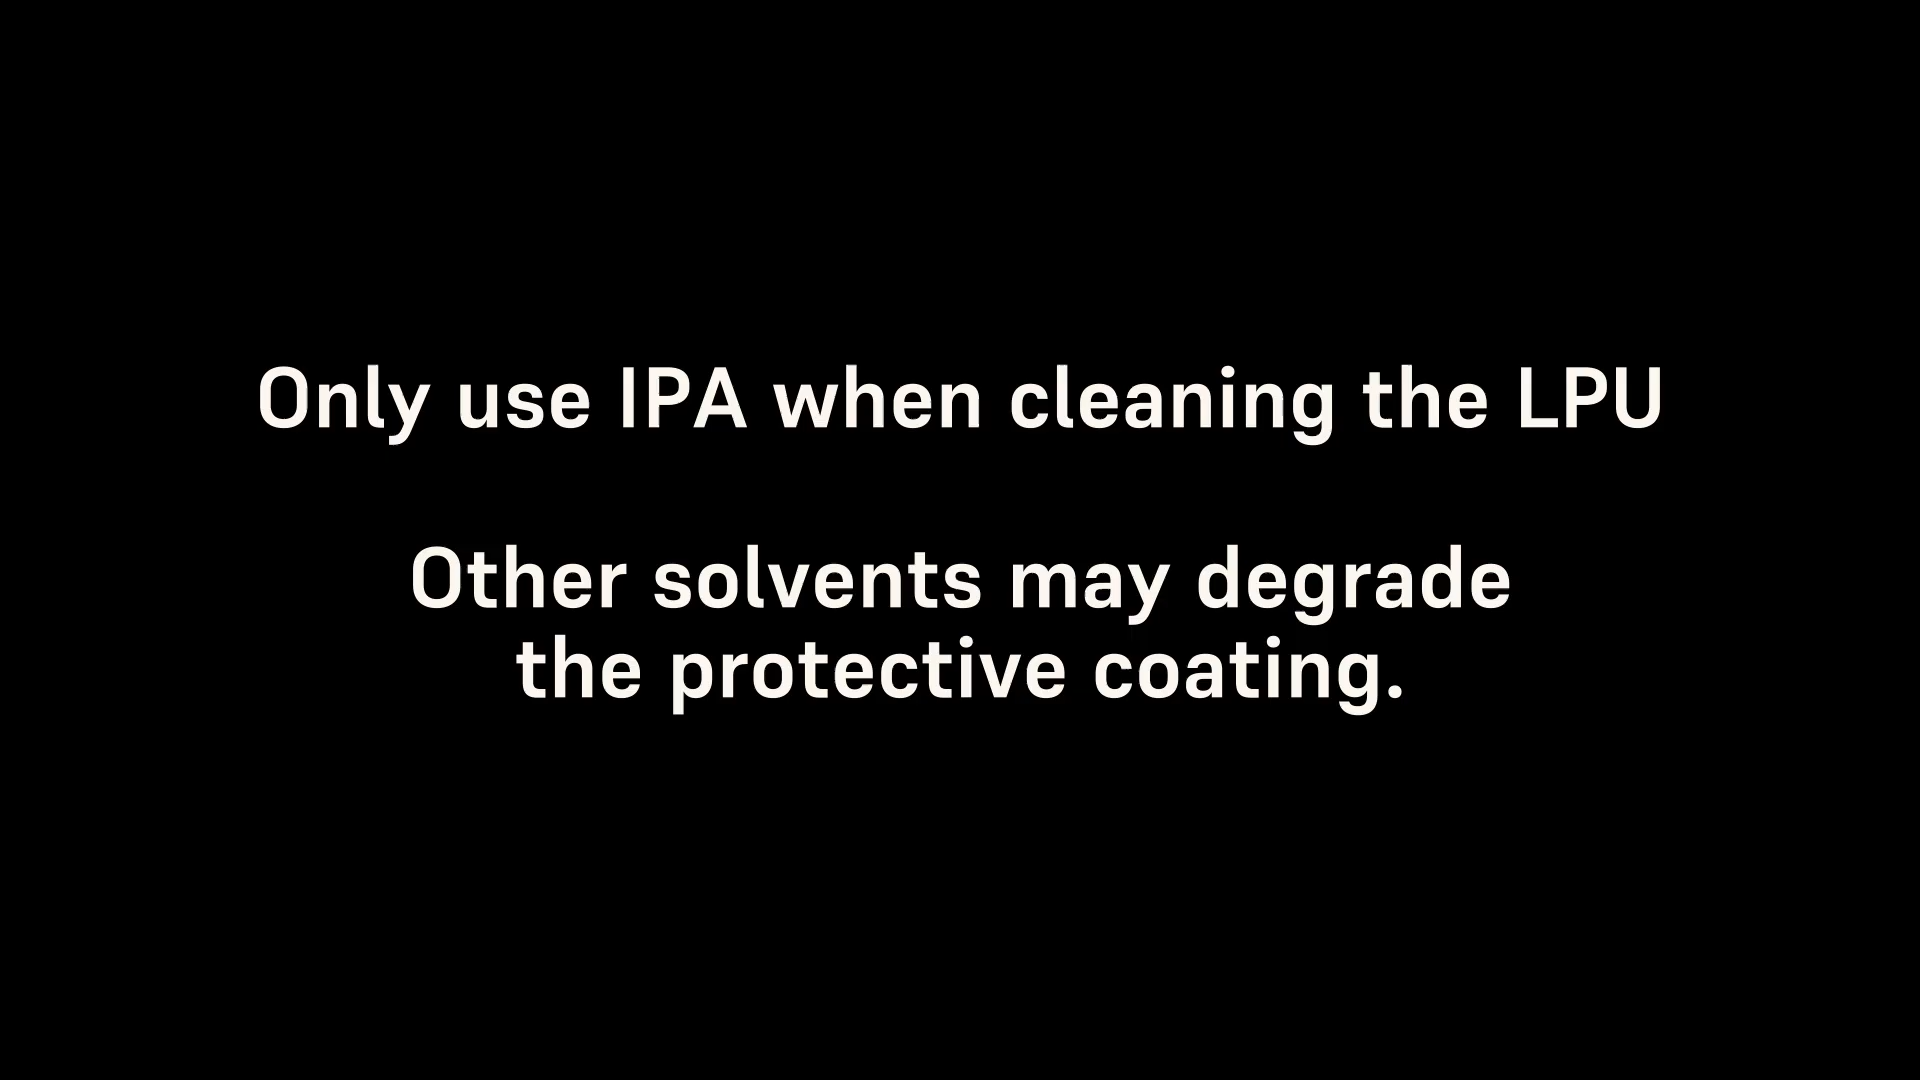 Only use IPA when cleaning the LPU
Other solvents may degrade
the protective coating.